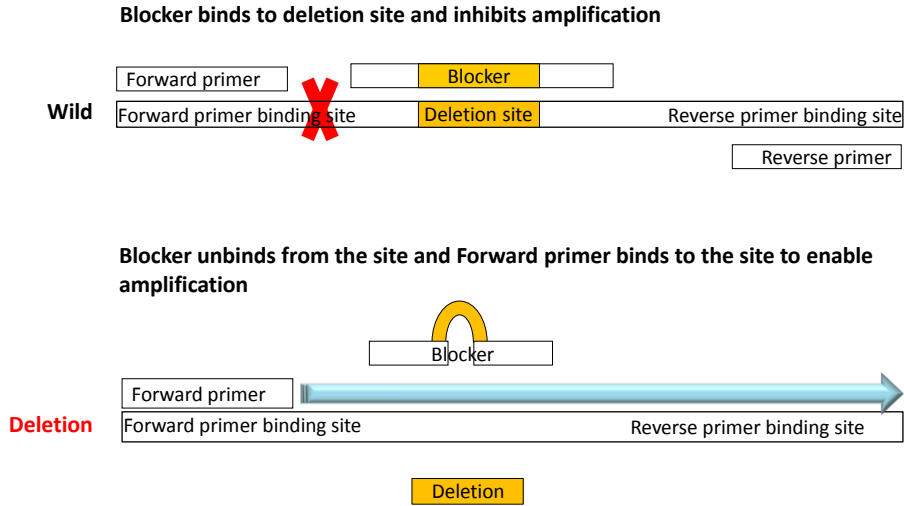 Blocker binds to deletion site and inhibits amplification
Forward primer
Blocker
Wild
Forward primer binding site
Deletion site
Reverse primer binding site
Reverse primer
Blocker unbinds from the site and Forward primer binds to the site to enable
amplification
Blocker
Forward primer
Deletion
Forward primer binding site
Reverse primer binding site
Deletion